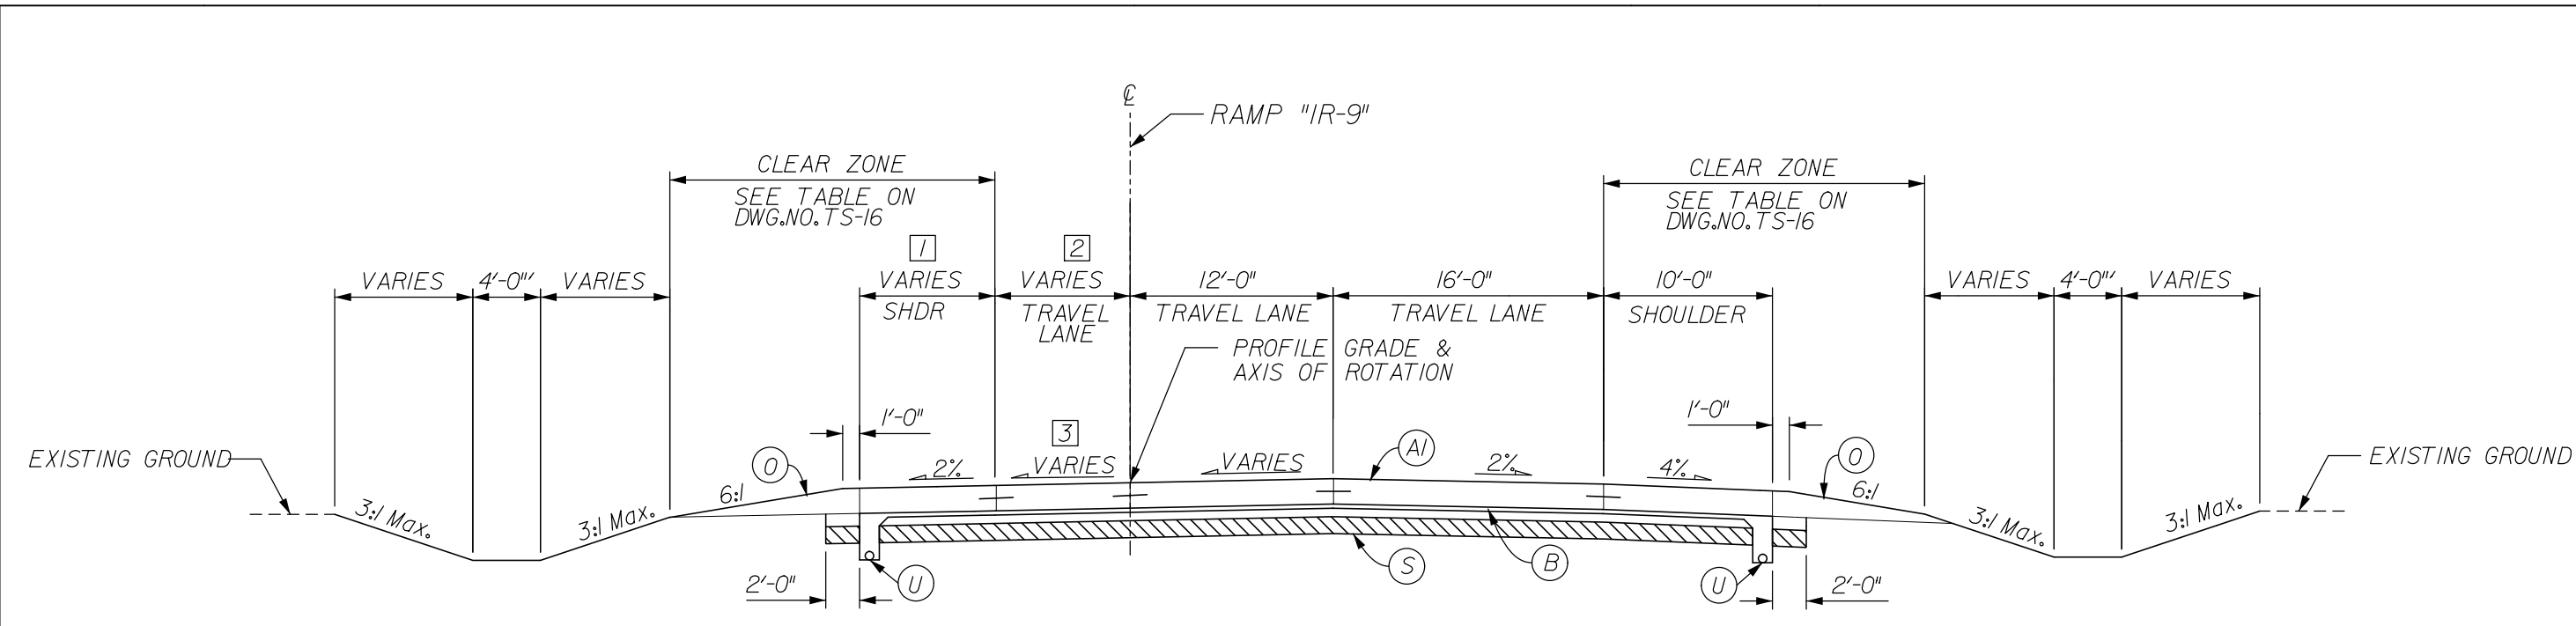 ℄
RAMP "IR-9"
CLEAR ZONE
SEE TABLE ON
DWG.NO.TS-16
CLEAR ZONE
SEE TABLE ON
DWG.NO.TS-16
1
2
VARIES
4'-0"'
VARIES
VARIES
SHDR
VARIES
TRAVEL
LANE
12'-0"
TRAVEL LANE
16'-0"
TRAVEL LANE
10'-0"
SHOULDER
VARIES
4'-0"'
VARIES
PROFILE GRADE &
AXIS OF ROTATION
1'-0"
1'-0"
3
EXISTING GROUND
O
2%
VARIES
VARIES
A1
2%
4%
O
EXISTING GROUND
3:1 Max.
3:1 Max.
6:1
6:1
3:1 Max.
3:1 Max.
2'-0"
U
S
B
U
2'-0"